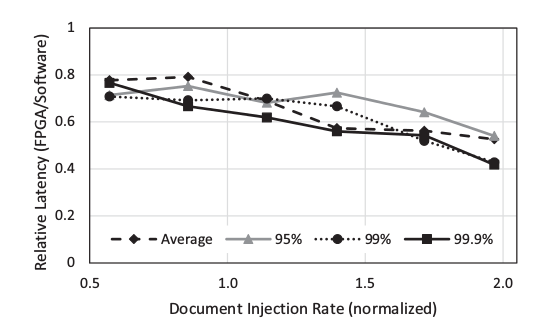 1
0.8
0.6
0.4
0.2
0
Relative Latency (FPGA/Software)
Average 95% 99% 99.9%
0.5 1.0 1.5 2.0
Document Injection Rate (normalized)